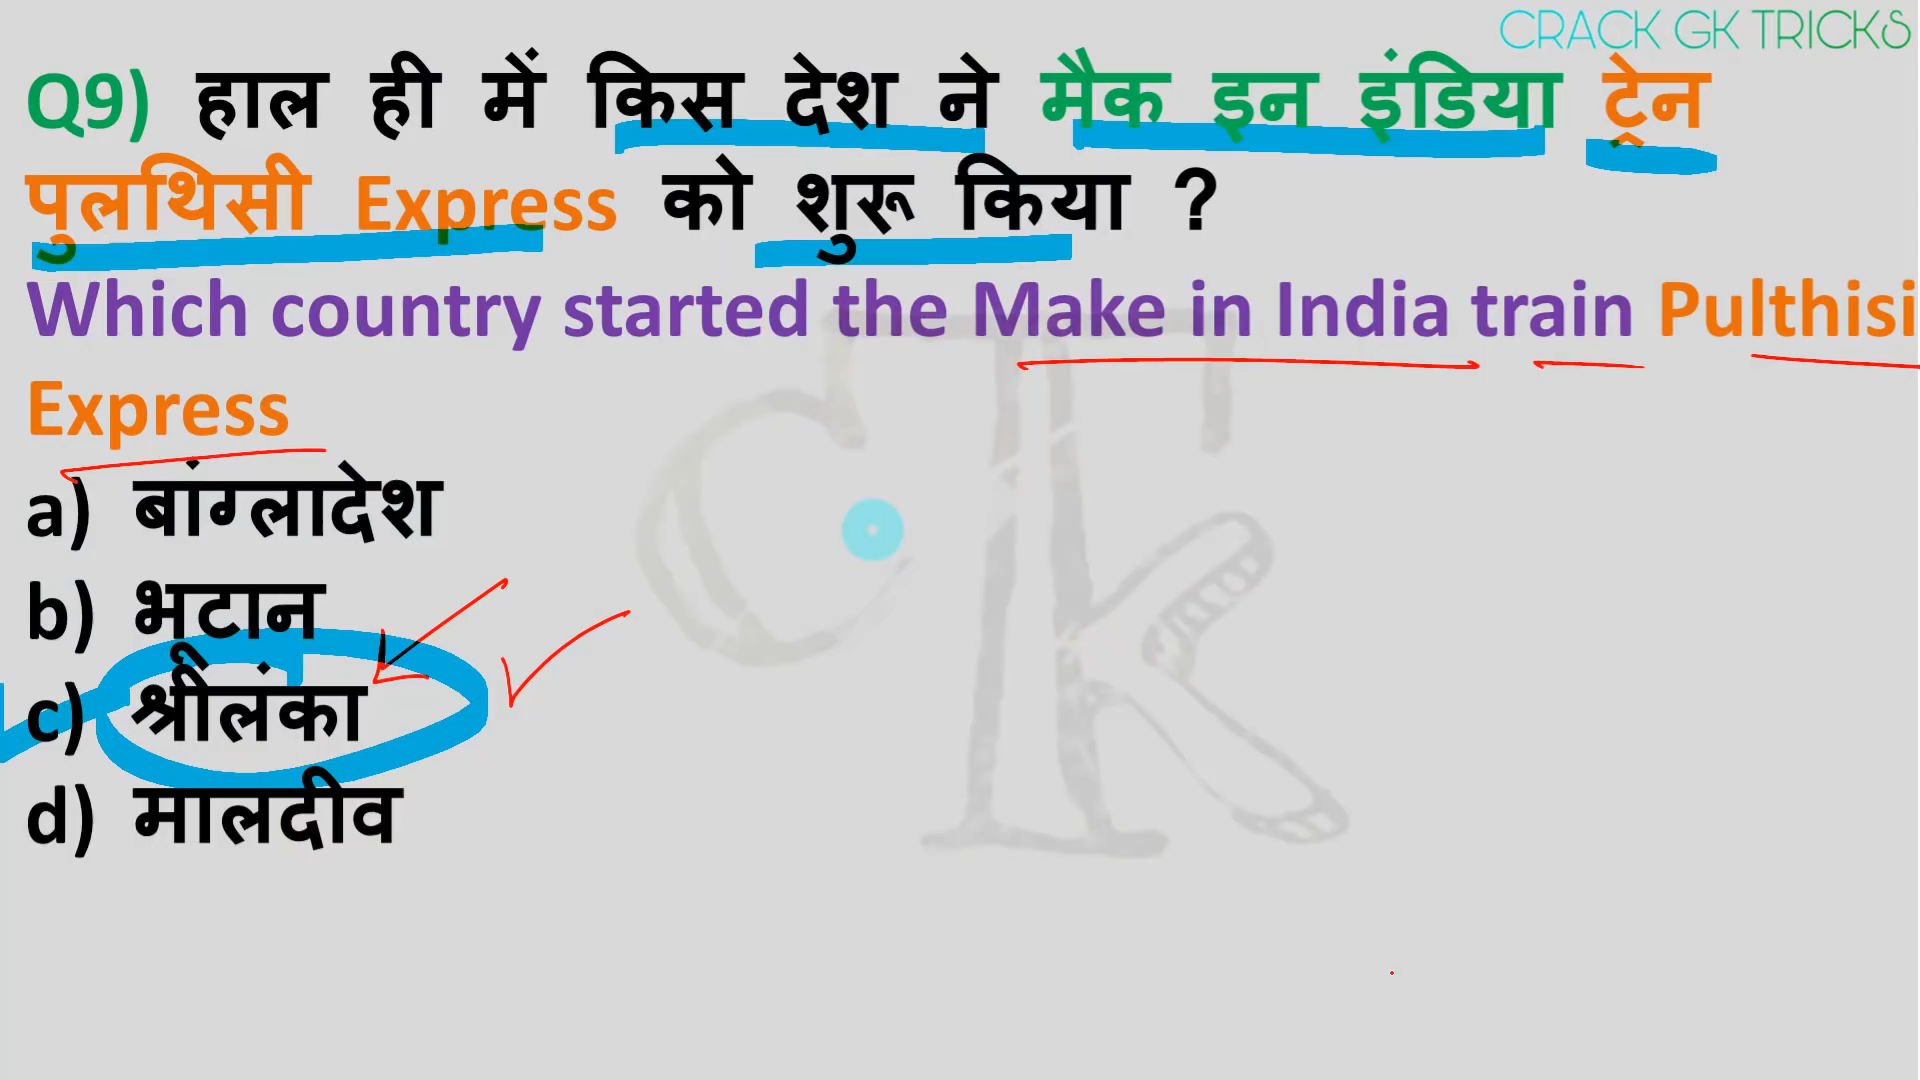 CRACK GK TRICKS
Q9) हाल ही में किस देश ने मैक इन इंडिया ट्रेन
पुलथिसी Express को शुरू किया ?
Which country started the Make in India train Pulthisi
Express
a) बांग्लादेश
b) भूटान
c) श्रीलंका
d) मालदीव